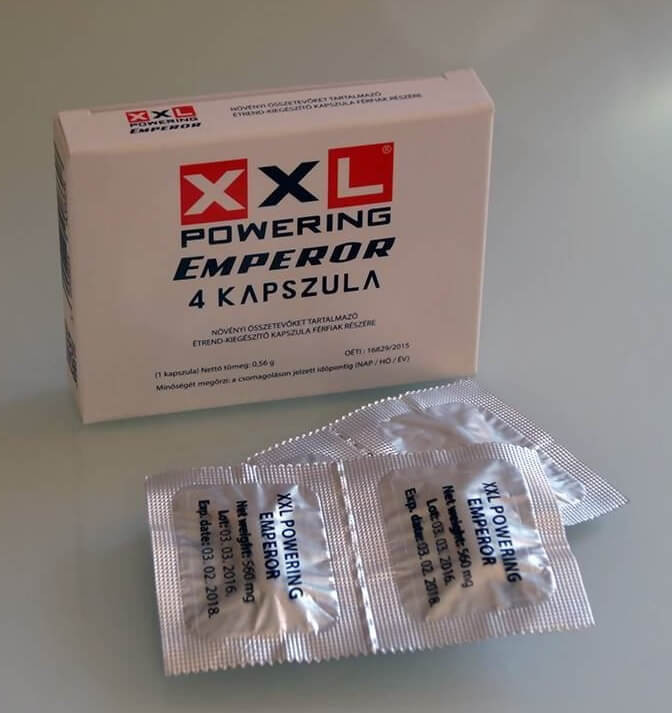 XXL
POWERING
EMPEROR
NÖVÉNYI ÖSSZETEVŐKET TARTALMAZÓ
ÉTREND-KIEGÉSZÍTŐ KAPSZULA FÉRFIAK RÉSZÉRE
XXL®
POWERING
EMPEROR
4 KAPSZULA
NÖVÉNYI ÖSSZETEVŐKET TARTALMAZÓ
ÉTREND-KIEGÉSZÍTŐ KAPSZULA FÉRFIAK RÉSZÉRE
(1 kapszula) Nettó tömeg: 0,56 g OÉTI : 16829/2015
Minőségét megőrzi: a csomagoláson jelzett időpontig (NAP / HÓ / ÉV)
XXL POWERING
EMPEROR
Net weight: 560 mg
Lot: 03. 03. 2016.
Exp. date: 03. 02. 2018.
XXL POWERING
EMPEROR
Net weight: 560 mg
Lot: 03. 03. 2016.
Exp. date: 03. 02. 2018.